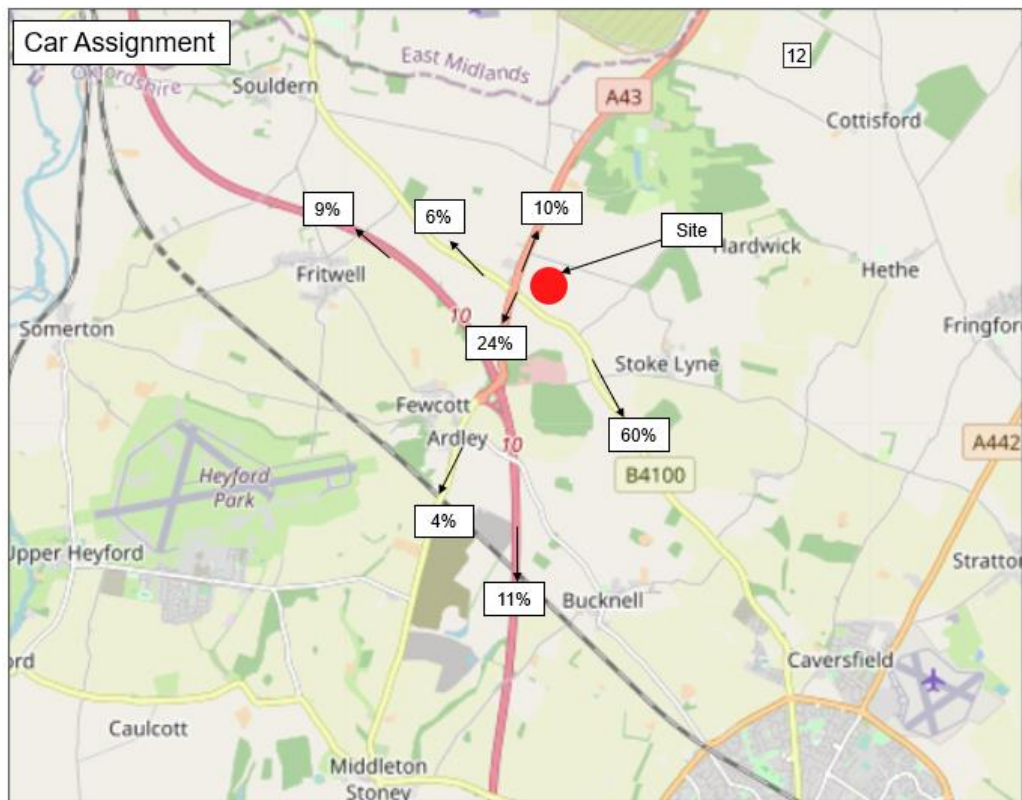 Car Assignment
12
East Midlands
Oxfordshire
Souldern
A43
Cottisford
9%
6%
10%
Site
Hardwick
Hethe
Fritwell
10
Somerton
24%
Fringford
Stoke Lyne
Fewcott
Ardley
10
60%
A442
B4100
Heyford
Park
4%
Upper Heyford
Stratton
11%
Bucknell
ord
Caversfield
Caulcott
Middleton
Stoney